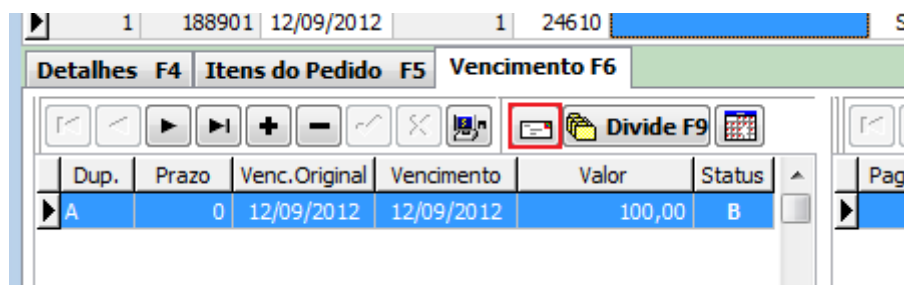 1 188901 12/09/2012 1 24610 S
Detalhes F4 Itens do Pedido F5 Vencimento F6
Divide F9
Dup. Prazo Venc.Original Vencimento Valor Status Pag
A 0 12/09/2012 12/09/2012 100,00 B